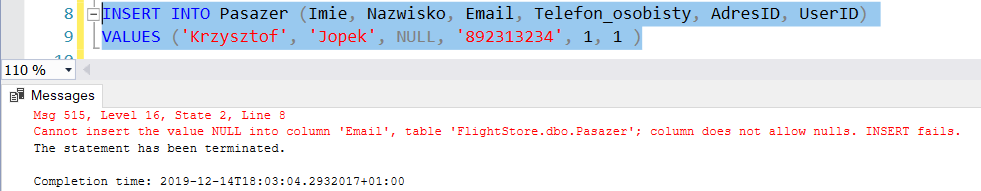 8 INSERT INTO Pasazer (Imie, Nazwisko, Email, Telefon_osobisty, AdresID, UserID)
9 VALUES ('Krzysztof', 'Jopek', NULL, '892313234', 1, 1 )
110 %
Messages
Msg 515, Level 16, State 2, Line 8
Cannot insert the value NULL into column 'Email', table 'FlightStore.dbo.Pasazer'; column does not allow nulls. INSERT fails.
The statement has been terminated.
Completion time: 2019-12-14T18:03:04.2932017+01:00